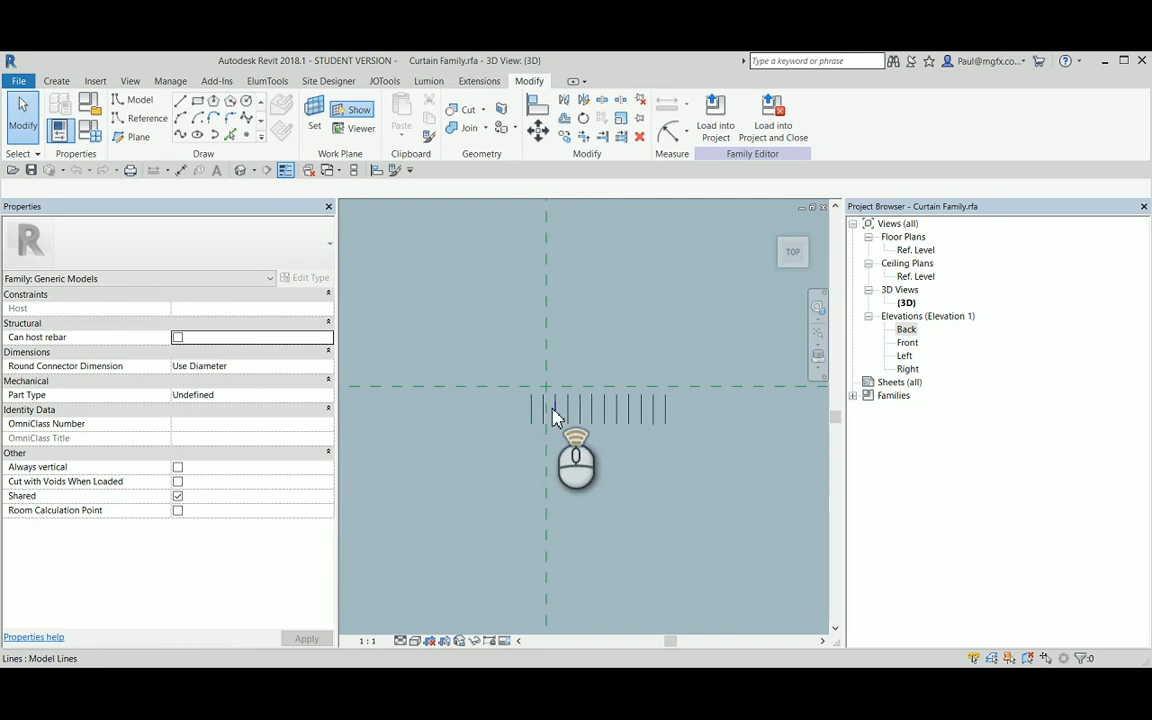 Autodesk Revit 2018.1 - STUDENT VERSION - Curtain Family.rfa - 3D View: {3D}
Type a keyword or phrase
Paul@mgfx.co...
File Create Insert View Manage Add-Ins ElumTools Site Designer JOTools Lumion Extensions Modify
Modify
Model
Reference
Plane
Set
Show
Viewer
Paste
Cut
Join
Load into
Project
Load into
Project and Close
Select Properties Draw Work Plane Clipboard Geometry Modify Measure Family Editor
Properties
Family: Generic Models
Edit Type
Constraints
Host
Structural
Can host rebar
Dimensions
Round Connector Dimension Use Diameter
Mechanical
Part Type Undefined
Identity Data
OmniClass Number
OmniClass Title
Other
Always vertical
Cut with Voids When Loaded
Shared
Room Calculation Point
Properties help
Apply
TOP
1:1
Project Browser - Curtain Family.rfa
Views (all)
Floor Plans
Ref. Level
Ceiling Plans
Ref. Level
3D Views
{3D}
Elevations (Elevation 1)
Back
Front
Left
Right
Sheets (all)
Families
Lines : Model Lines
:0